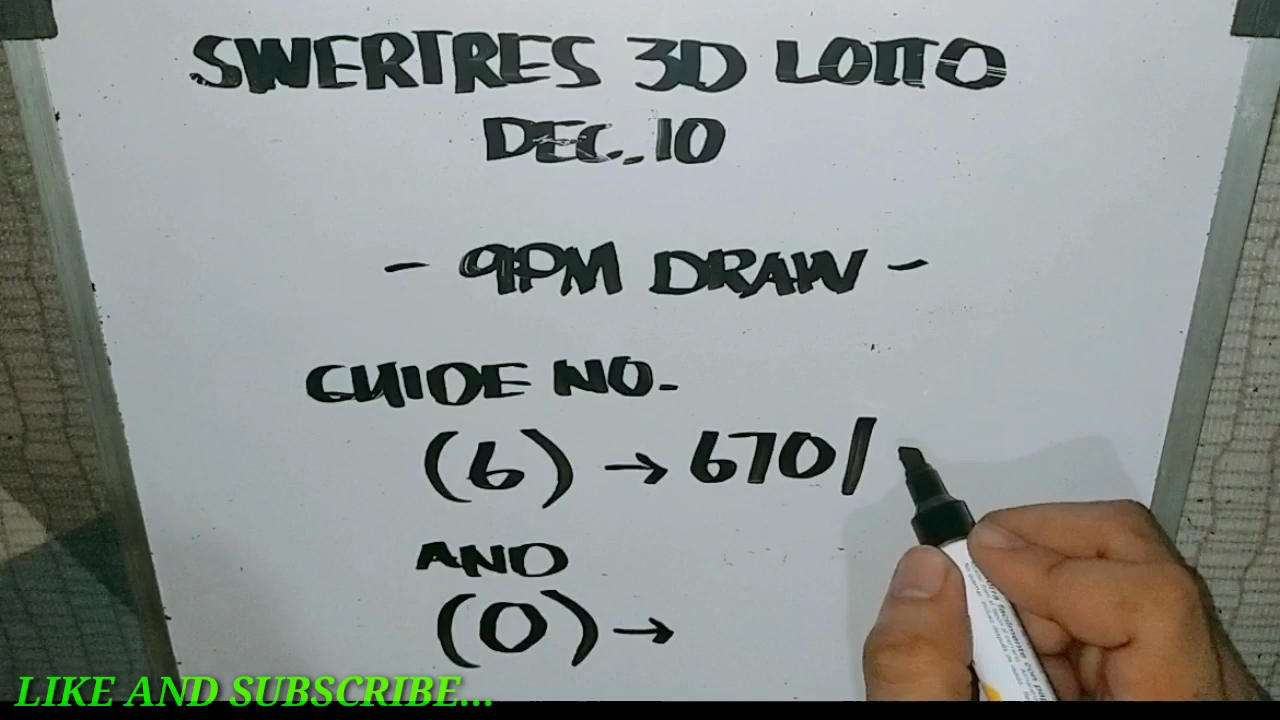 SWERTRES 3D LOTTO
DEC. 10
- 9PM DRAW -
GUIDE NO.
(6) → 670/
AND
(0) →
LIKE AND SUBSCRIBE...